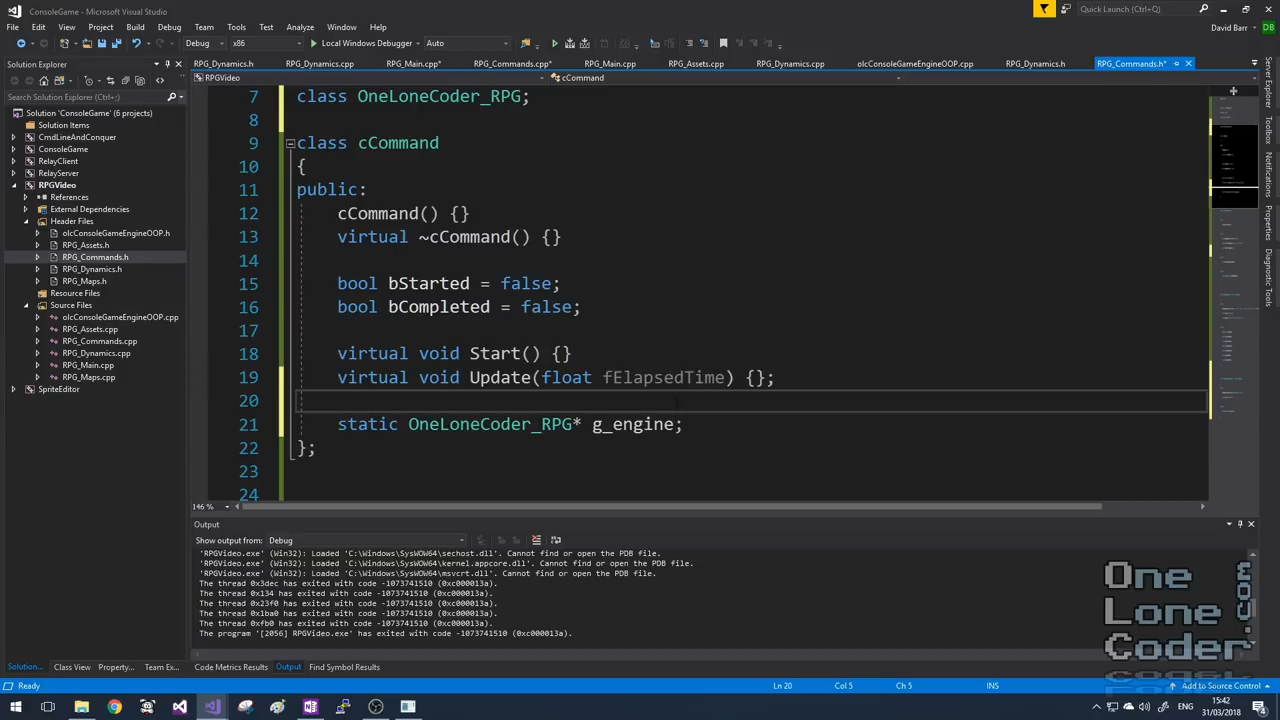 ConsoleGame
Quick Launch (Ctrl+Q)
File Edit View Project Build Debug Team Tools Test Analyze Window Help
David Barr DB
Debug x86 Local Windows Debugger Auto
Solution Explorer
RPG_Dynamics.h RPG_Dynamics.cpp RPG_Main.cpp* RPG_Commands.cpp* RPG_Main.cpp RPG_Assets.cpp RPG_Dynamics.cpp olcConsoleGameEngineOOP.cpp RPG_Dynamics.h RPG_Commands.h*
RPGVideo cCommand
Search Solution Explorer (Ctrl+;)
Solution 'ConsoleGame' (6 projects)
Solution Items
CmdLineAndConquer
ConsoleGame
RelayClient
RelayServer
RPGVideo
References
External Dependencies
Header Files
olcConsoleGameEngineOOP.h
RPG_Assets.h
RPG_Commands.h
RPG_Dynamics.h
RPG_Maps.h
Resource Files
Source Files
olcConsoleGameEngineOOP.cpp
RPG_Assets.cpp
RPG_Commands.cpp
RPG_Dynamics.cpp
RPG_Main.cpp
RPG_Maps.cpp
SpriteEditor
7 class OneLoneCoder_RPG;
8
9 class cCommand
10 {
11 public:
12 cCommand() {}
13 virtual ~cCommand() {}
14
15 bool bStarted = false;
16 bool bCompleted = false;
17
18 virtual void Start() {}
19 virtual void Update(float fElapsedTime) {};
20
21 static OneLoneCoder_RPG* g_engine;
22 };
23
24
146 %
Server Explorer
Toolbox
Notifications
Properties
Diagnostic Tools
Output
Show output from: Debug
'RPGVideo.exe' (Win32): Loaded 'C:\Windows\SysWOW64\sechost.dll'. Cannot find or open the PDB file.
'RPGVideo.exe' (Win32): Loaded 'C:\Windows\SysWOW64\kernel.appcore.dll'. Cannot find or open the PDB file.
'RPGVideo.exe' (Win32): Loaded 'C:\Windows\SysWOW64\msvcrt.dll'. Cannot find or open the PDB file.
The thread 0x3dec has exited with code -1073741510 (0xc000013a).
The thread 0x134 has exited with code -1073741510 (0xc000013a).
The thread 0x23f0 has exited with code -1073741510 (0xc000013a).
The thread 0x1ba0 has exited with code -1073741510 (0xc000013a).
The thread 0xfb0 has exited with code -1073741510 (0xc000013a).
The program '[2056] RPGVideo.exe' has exited with code -1073741510 (0xc000013a).
One
Lone
Coder
.com
Solution... Class View Property... Team Ex... Code Metrics Results Output Find Symbol Results
Ready Ln 20 Col 5 Ch 5 INS Add to Source Control
15:42
31/03/2018